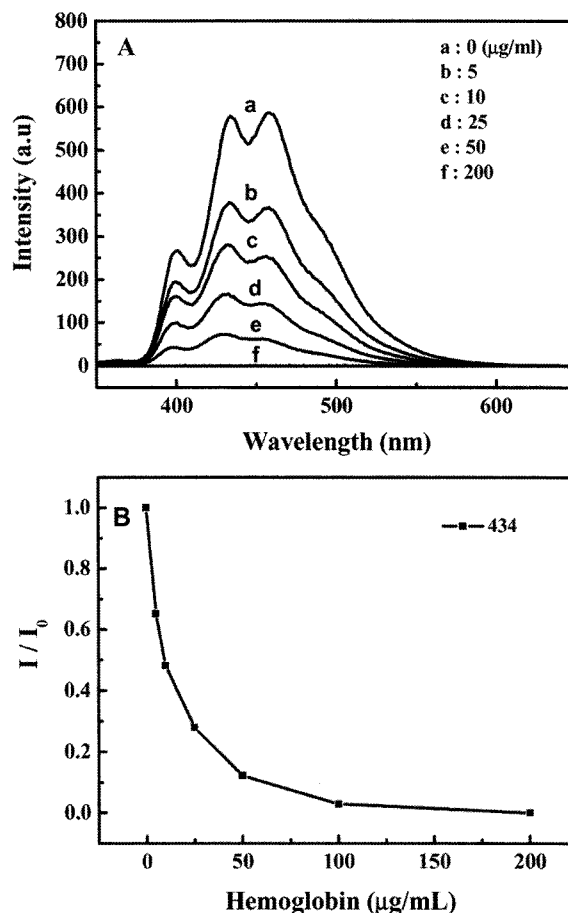 A
a : 0 (μg/ml)
b : 5
c : 10
d : 25
e : 50
f : 200
a
b
c
d
e
f
800
700
600
500
400
300
200
100
0
Intensity (a.u)
400
500
600
Wavelength (nm)
B
434
1.0
0.8
0.6
0.4
0.2
0.0
I / I0
0
50
100
150
200
Hemoglobin (μg/mL)